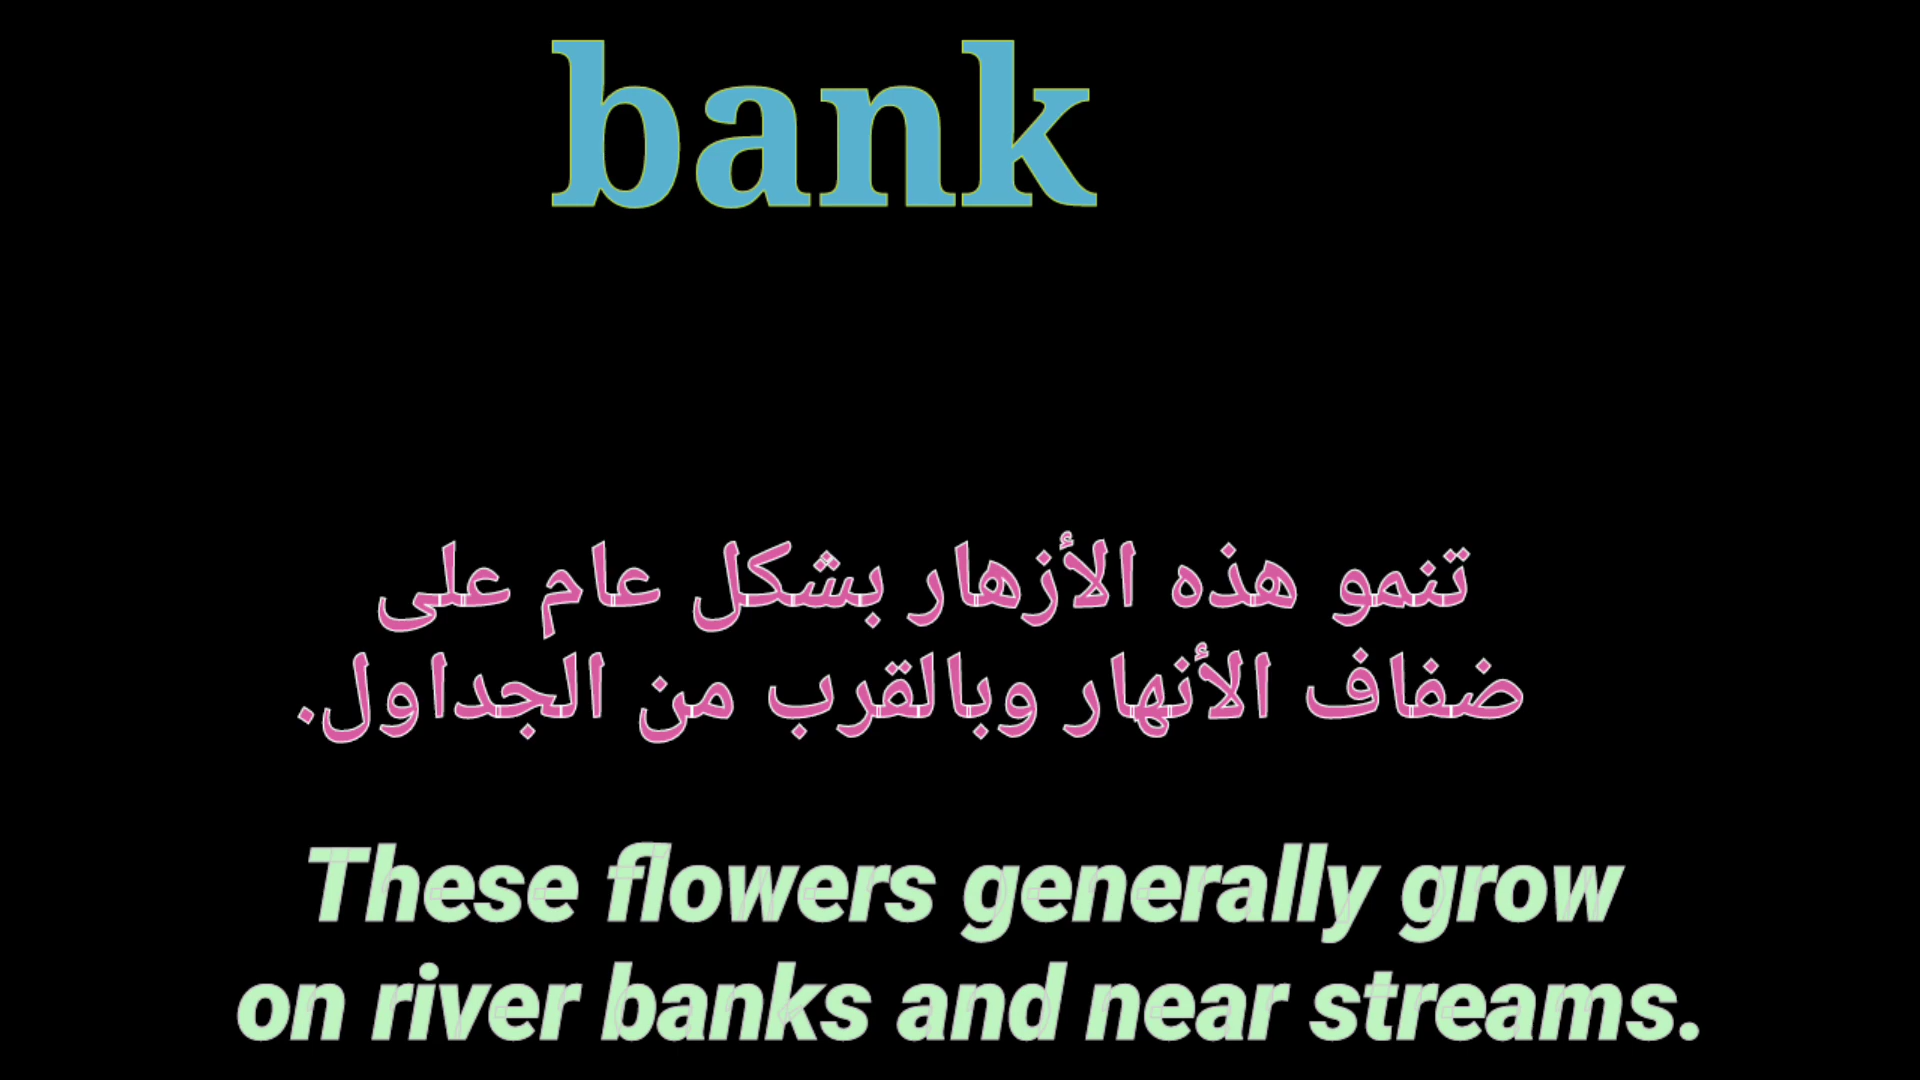 bank
تنمو هذه الأزهار بشكل عام على
ضفاف الأنهار وبالقرب من الجداول.
These flowers generally grow
on river banks and near streams.